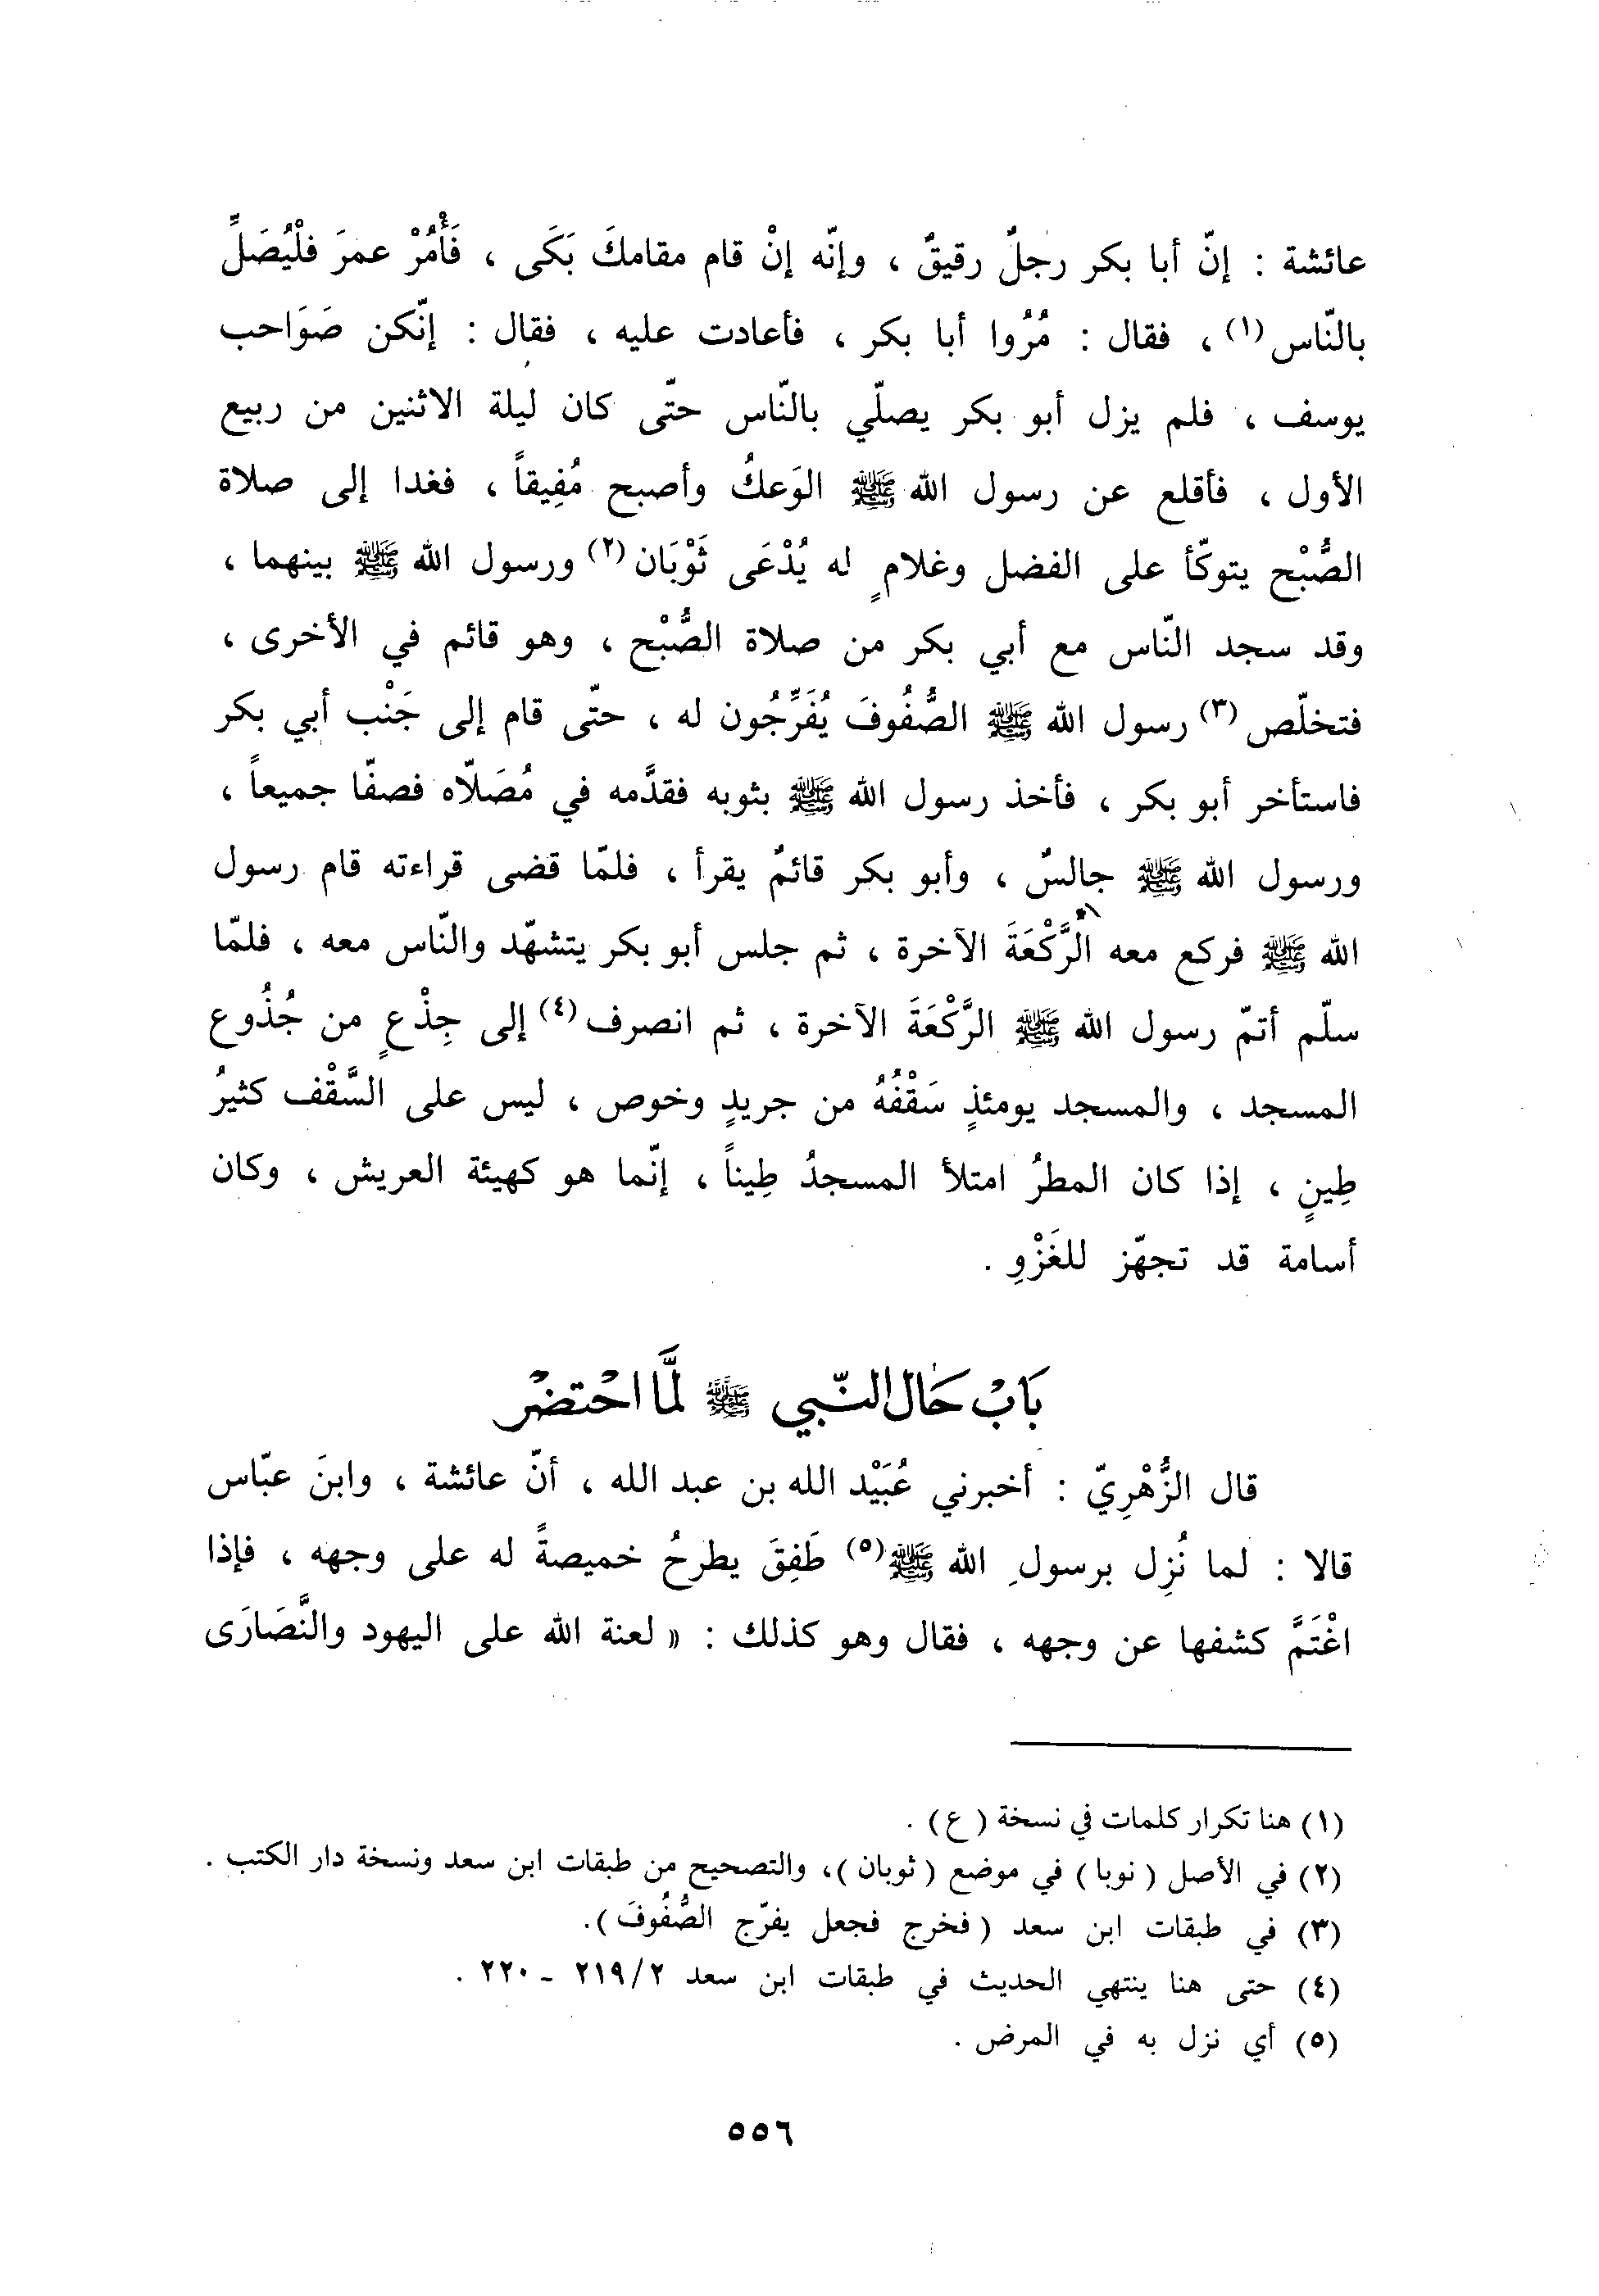 عائشة : إنّ أبا بكر رجلٌ رقيقٌ ، وإنّه إنْ قام مقامكَ بَكَى ، فَأْمُرْ عمرَ فلْيُصَلِّ
بالنّاس (١) ، فقال : مُرُوا أبا بكر ، فأعادت عليه ، فقال : إنّكن صَوَاحب
يوسف ، فلم يزل أبو بكر يصلّي بالنّاس حتّى كان ليلة الاثنين من ربيع
الأول ، فأقلع عن رسول الله ﷺ الوَعكُ وأصبح مُفِيقاً ، فغدا إلى صلاة
الصُّبْح يتوكّأ على الفضل وغلامٍ له يُدْعَى ثَوْبَان (٢) ورسول الله ﷺ بينهما ،
وقد سجد النّاس مع أبي بكر من صلاة الصُّبْح ، وهو قائم في الأخرى ،
فتخلّص (٣) رسول الله ﷺ الصُّفُوفَ يُفَرِّجُون له ، حتّى قام إلى جَنْب أبي بكر
فاستأخر أبو بكر ، فأخذ رسول الله ﷺ بثوبه فقدَّمه في مُصَلاّه فصفّا جميعاً ،
ورسول الله ﷺ جالسٌ ، وأبو بكر قائمٌ يقرأ ، فلمّا قضى قراءته قام رسول
الله ﷺ فركع معه الرَّكْعَةَ الآخرة ، ثم جلس أبو بكر يتشهّد والنّاس معه ، فلمّا
سلّم أتمّ رسول الله ﷺ الرَّكْعَةَ الآخرة ، ثم انصرف (٤) إلى جِذْعٍ من جُذُوع
المسجد ، والمسجد يومئذٍ سَقْفُهُ من جريدٍ وخوص ، ليس على السَّقْف كثيرُ
طِينٍ ، إذا كان المطرُ امتلأ المسجدُ طِيناً ، إنّما هو كهيئة العريش ، وكان
أسامة قد تجهّز للغَزْوِ .
بَابْ حَال النّبي ﷺ لمَّا احْتضْر
قال الزُّهْرِيّ : أخبرني عُبَيْد الله بن عبد الله ، أنّ عائشة ، وابنَ عبّاس
قالا : لما نُزِل برسولِ الله ﷺ (٥) طَفِقَ يطرحُ خميصةً له على وجهه ، فإذا
اغْتَمَّ كشفها عن وجهه ، فقال وهو كذلك : « لعنة الله على اليهود والنَّصَارَى
(١) هنا تكرار كلمات في نسخة ( ع ) .
(٢) في الأصل ( نوبا ) في موضع ( ثوبان )، والتصحيح من طبقات ابن سعد ونسخة دار الكتب .
(٣) في طبقات ابن سعد ( فخرج فجعل يفرّج الصُّفُوفَ ).
(٤) حتى هنا ينتهي الحديث في طبقات ابن سعد ٢/٢١٩ - ٢٢٠ .
(٥) أي نزل به في المرض .
٥٥٦